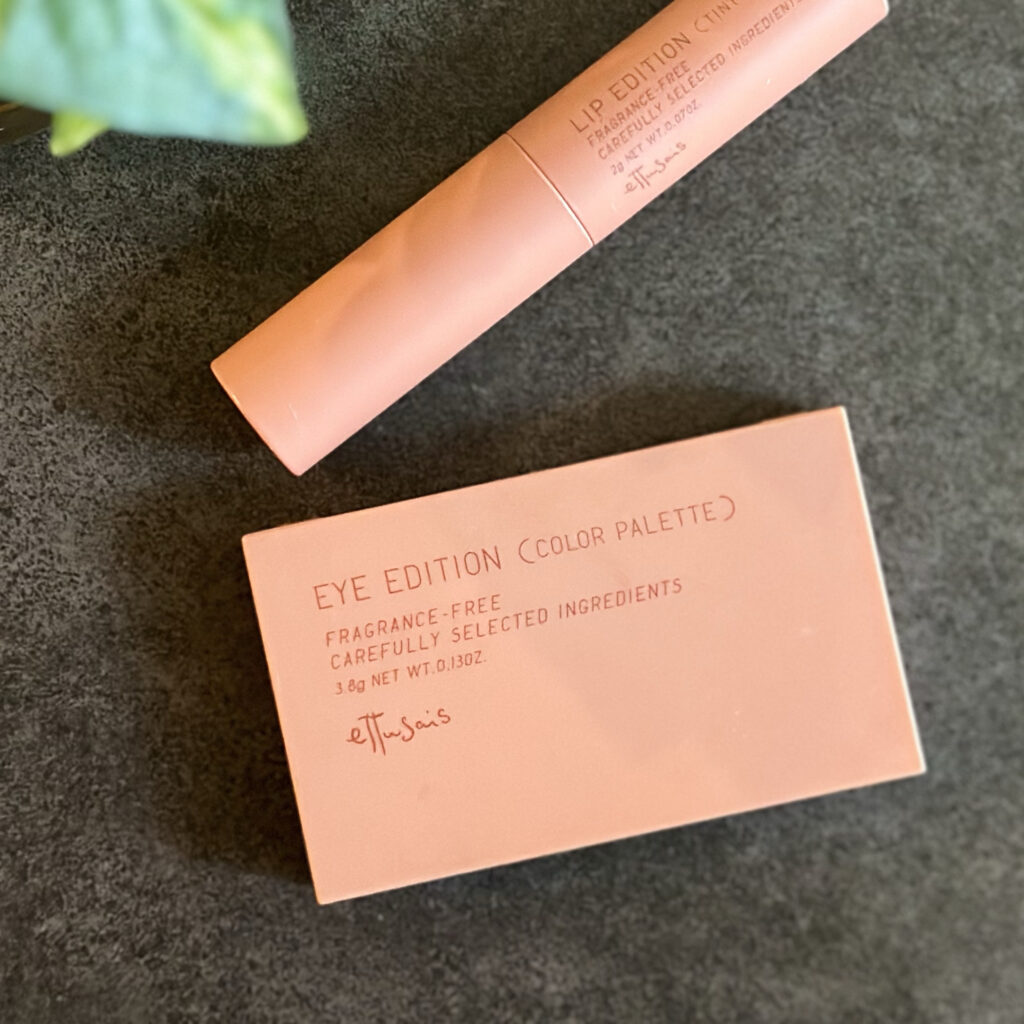 LIP EDITION (TINT
FRAGRANCE-FREE
CAREFULLY SELECTED INGREDIENTS
2g NET WT.0.07OZ.
ettusais
EYE EDITION (COLOR PALETTE)
FRAGRANCE-FREE
CAREFULLY SELECTED INGREDIENTS
3.8g NET WT.0.13OZ.
ettusais